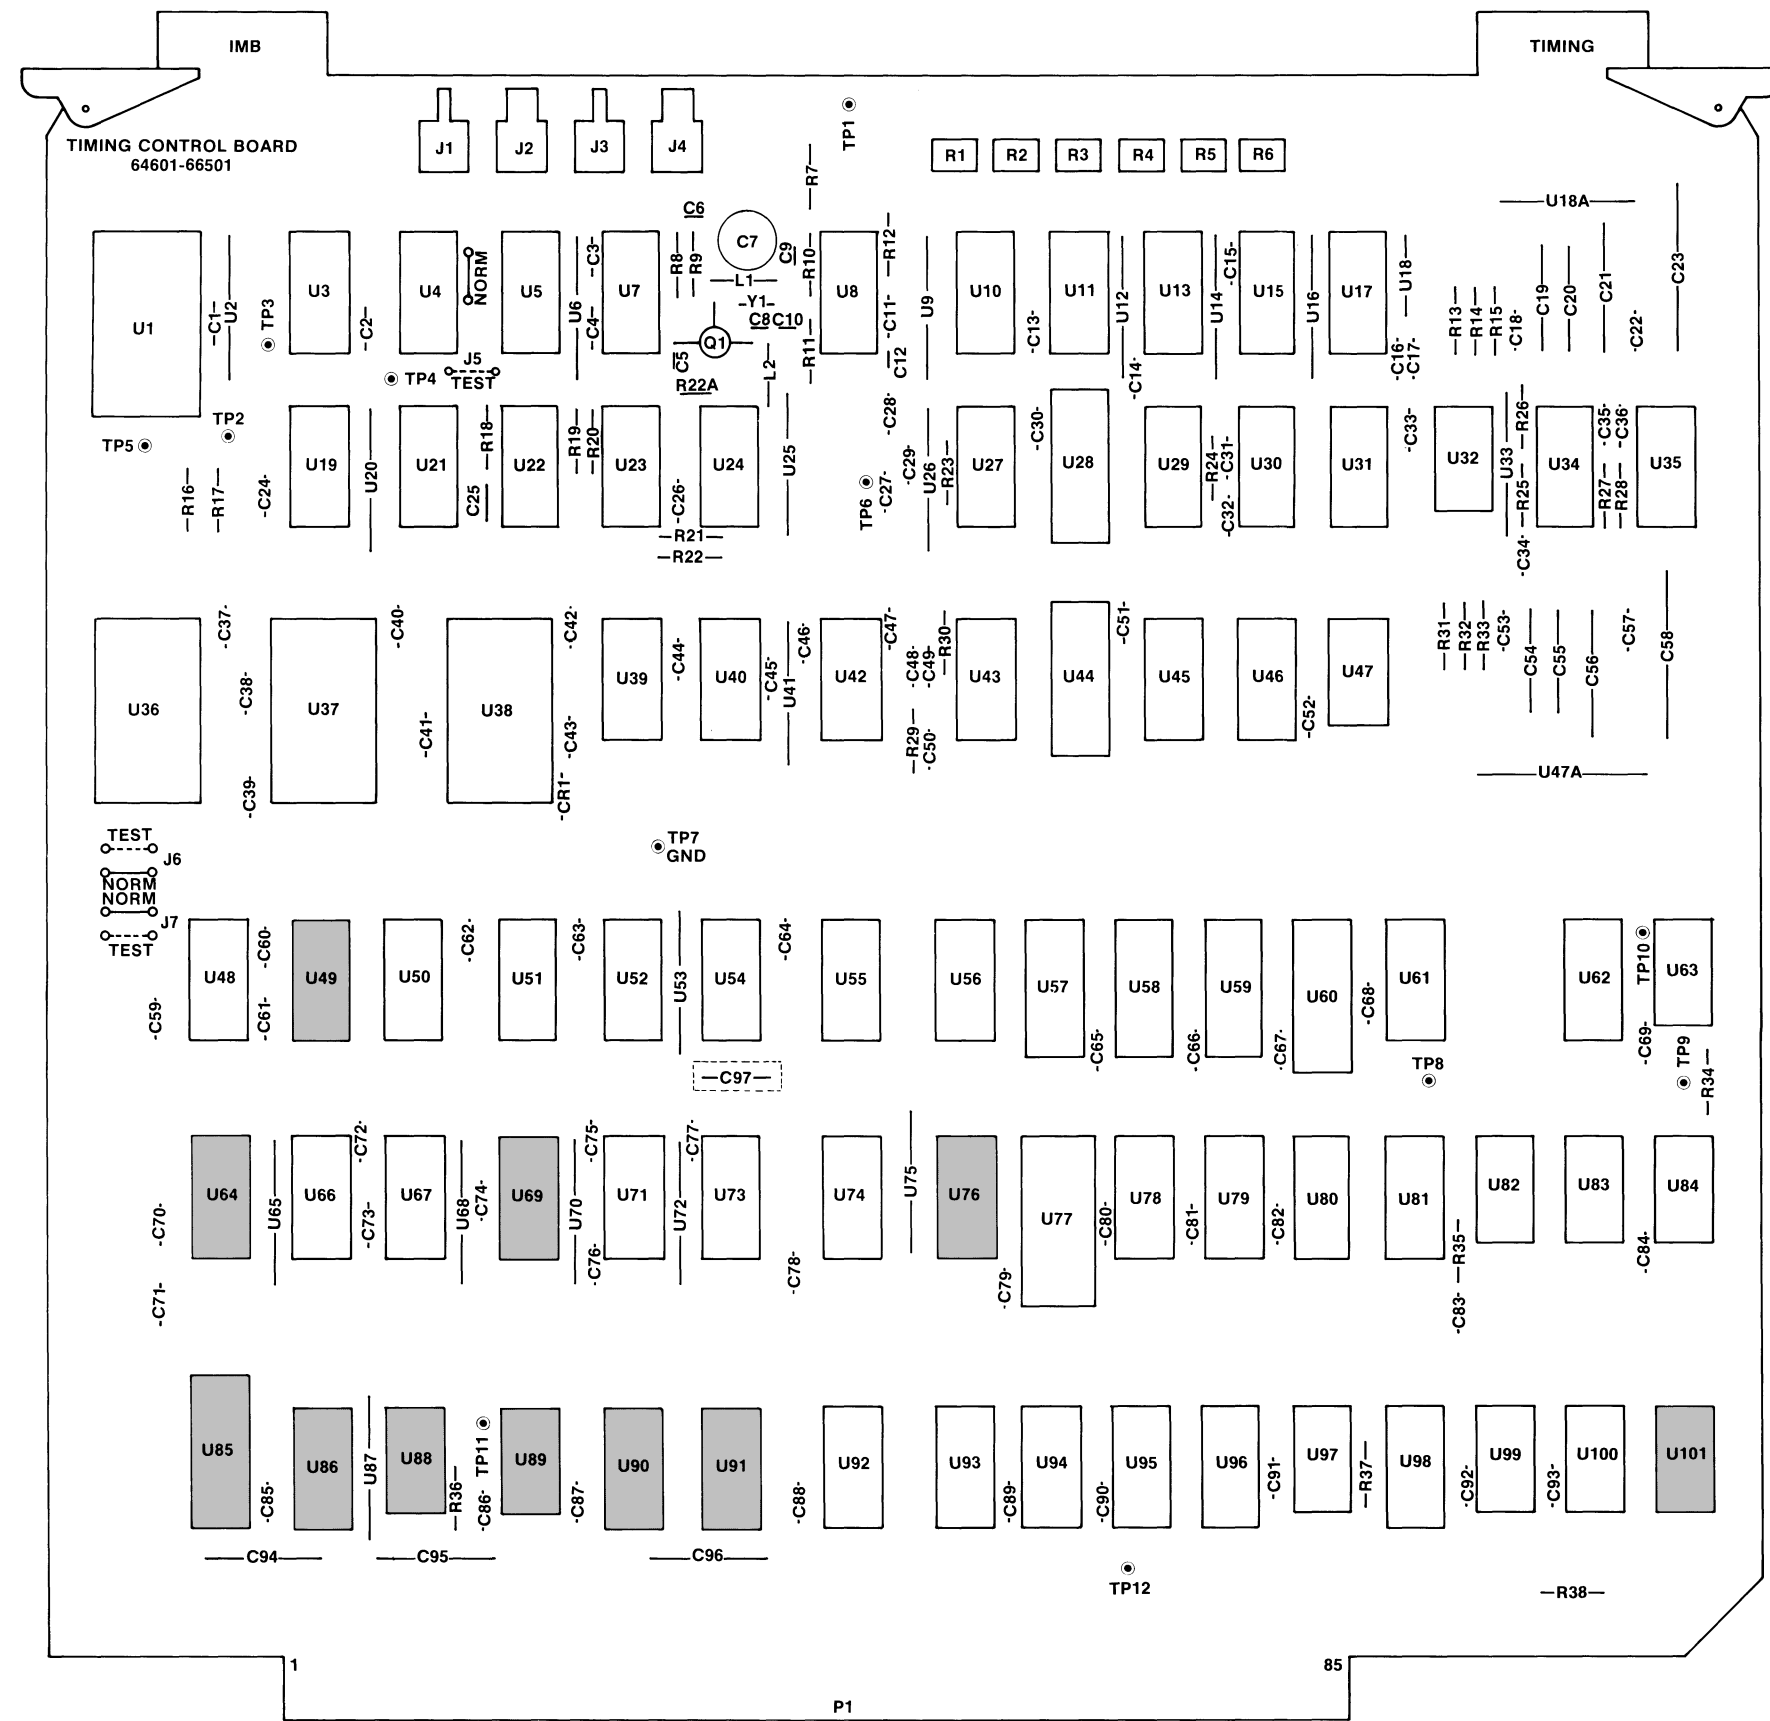 IMB
TIMING
TIMING CONTROL BOARD
64601-66501
J1 J2 J3 J4
TP1
R7
R1 R2 R3 R4 R5 R6
U18A
C6
C7
U1
C1
U2
TP3
U3
C2
U4
NORM
U5
U6
C3
C4
U7
R8
R9
L1
Y1
C8 C10
C9
R10
R11
Q1
C5
L2
R22A
U8
R12
C11
C12
U9
U10
C13
U11
U12
C14
U13
U14
C15
U15
U16
U17
C16
C17
U18
R13
R14
R15
C18
C19
C20
C21
C22
C23
J5
TEST
TP4
TP2
TP5
R16
R17
C24
U19
U20
U21
R18
C25
U22
R19
R20
U23
C26
U24
R21
R22
U25
TP6
C27
C28
C29
U26
R23
U27
C30
U28
U29
R24
C31
C32
U30
U31
C33
U32
U33
R26
R25
C34
U34
C35
C36
R27
R28
U35
U36
C37
C38
C39
U37
C40
C41
U38
C42
C43
CR1
U39
C44
U40
C45
U41
C46
U42
C47
C48
C49
R30
R29
C50
U43
U44
C51
U45
U46
C52
U47
R31
R32
R33
C53
C54
C55
C56
C57
C58
U47A
TEST
J6
NORM
NORM
J7
TEST
TP7
GND
C59
U48
C60
C61
U49
U50
C62
U51
C63
U52
U53
U54
C64
C97
U55
U56
U57
C65
U58
C66
U59
C67
U60
C68
U61
TP8
U62
TP10
C69
U63
TP9
R34
C70
C71
U64
U65
U66
C72
C73
U67
U68
C74
U69
U70
C75
C76
U71
U72
C77
U73
C78
U74
U75
U76
C79
U77
C80
U78
C81
U79
C82
U80
U81
R35
C83
U82
U83
C84
U84
U85
C85
U86
U87
U88
R36
TP11
C86
U89
C87
U90
U91
C88
U92
U93
C89
U94
C90
U95
U96
C91
U97
R37
U98
C92
U99
C93
U100
U101
C94
C95
C96
TP12
R38
1
85
P1